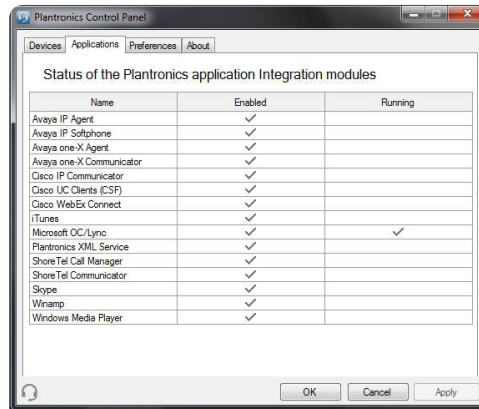 Plantronics Control Panel
Devices Applications Preferences About
Status of the Plantronics application Integration modules
Name Enabled Running
Avaya IP Agent
Avaya IP Softphone
Avaya one-X Agent
Avaya one-X Communicator
Cisco IP Communicator
Cisco UC Clients (CSF)
Cisco WebEx Connect
iTunes
Microsoft OC/Lync
Plantronics XML Service
ShoreTel Call Manager
ShoreTel Communicator
Skype
Winamp
Windows Media Player
OK Cancel Apply